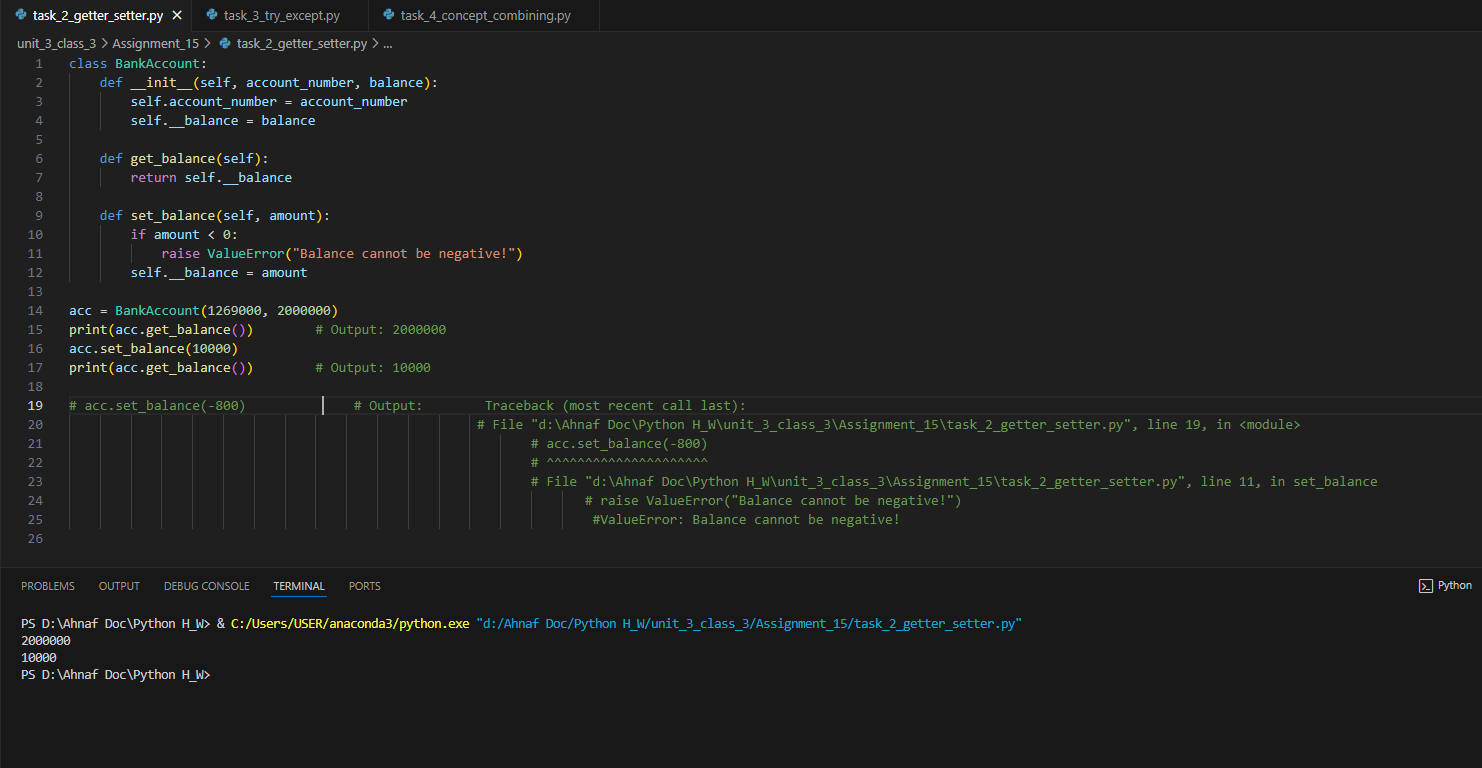 task_2_getter_setter.py
task_3_try_except.py
task_4_concept_combining.py
unit_3_class_3 > Assignment_15 > task_2_getter_setter.py > ...
1 class BankAccount:
2     def __init__(self, account_number, balance):
3         self.account_number = account_number
4         self.__balance = balance
5
6     def get_balance(self):
7         return self.__balance
8
9     def set_balance(self, amount):
10         if amount < 0:
11             raise ValueError("Balance cannot be negative!")
12         self.__balance = amount
13
14 acc = BankAccount(1269000, 2000000)
15 print(acc.get_balance())        # Output: 2000000
16 acc.set_balance(10000)
17 print(acc.get_balance())        # Output: 10000
18
19 # acc.set_balance(-800)              # Output:        Traceback (most recent call last):
20 # File "d:\Ahnaf Doc\Python H_W\unit_3_class_3\Assignment_15\task_2_getter_setter.py", line 19, in <module>
21 # acc.set_balance(-800)
22 # ^^^^^^^^^^^^^^^^^^^^^
23 # File "d:\Ahnaf Doc\Python H_W\unit_3_class_3\Assignment_15\task_2_getter_setter.py", line 11, in set_balance
24 # raise ValueError("Balance cannot be negative!")
25 #ValueError: Balance cannot be negative!
26
PROBLEMS OUTPUT DEBUG CONSOLE TERMINAL PORTS
Python
PS D:\Ahnaf Doc\Python H_W> & C:/Users/USER/anaconda3/python.exe "d:/Ahnaf Doc/Python H_W/unit_3_class_3/Assignment_15/task_2_getter_setter.py"
2000000
10000
PS D:\Ahnaf Doc\Python H_W>